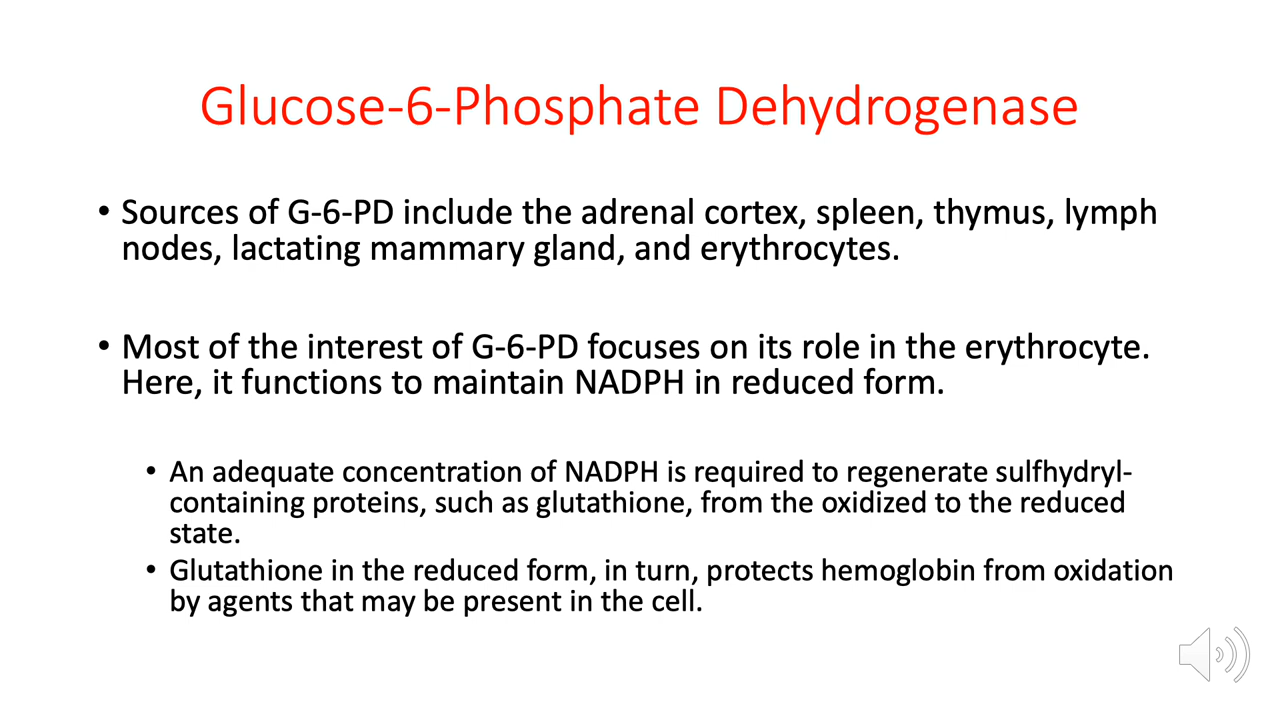 Glucose-6-Phosphate Dehydrogenase
• Sources of G-6-PD include the adrenal cortex, spleen, thymus, lymph
nodes, lactating mammary gland, and erythrocytes.
• Most of the interest of G-6-PD focuses on its role in the erythrocyte.
Here, it functions to maintain NADPH in reduced form.
• An adequate concentration of NADPH is required to regenerate sulfhydryl-
containing proteins, such as glutathione, from the oxidized to the reduced
state.
• Glutathione in the reduced form, in turn, protects hemoglobin from oxidation
by agents that may be present in the cell.